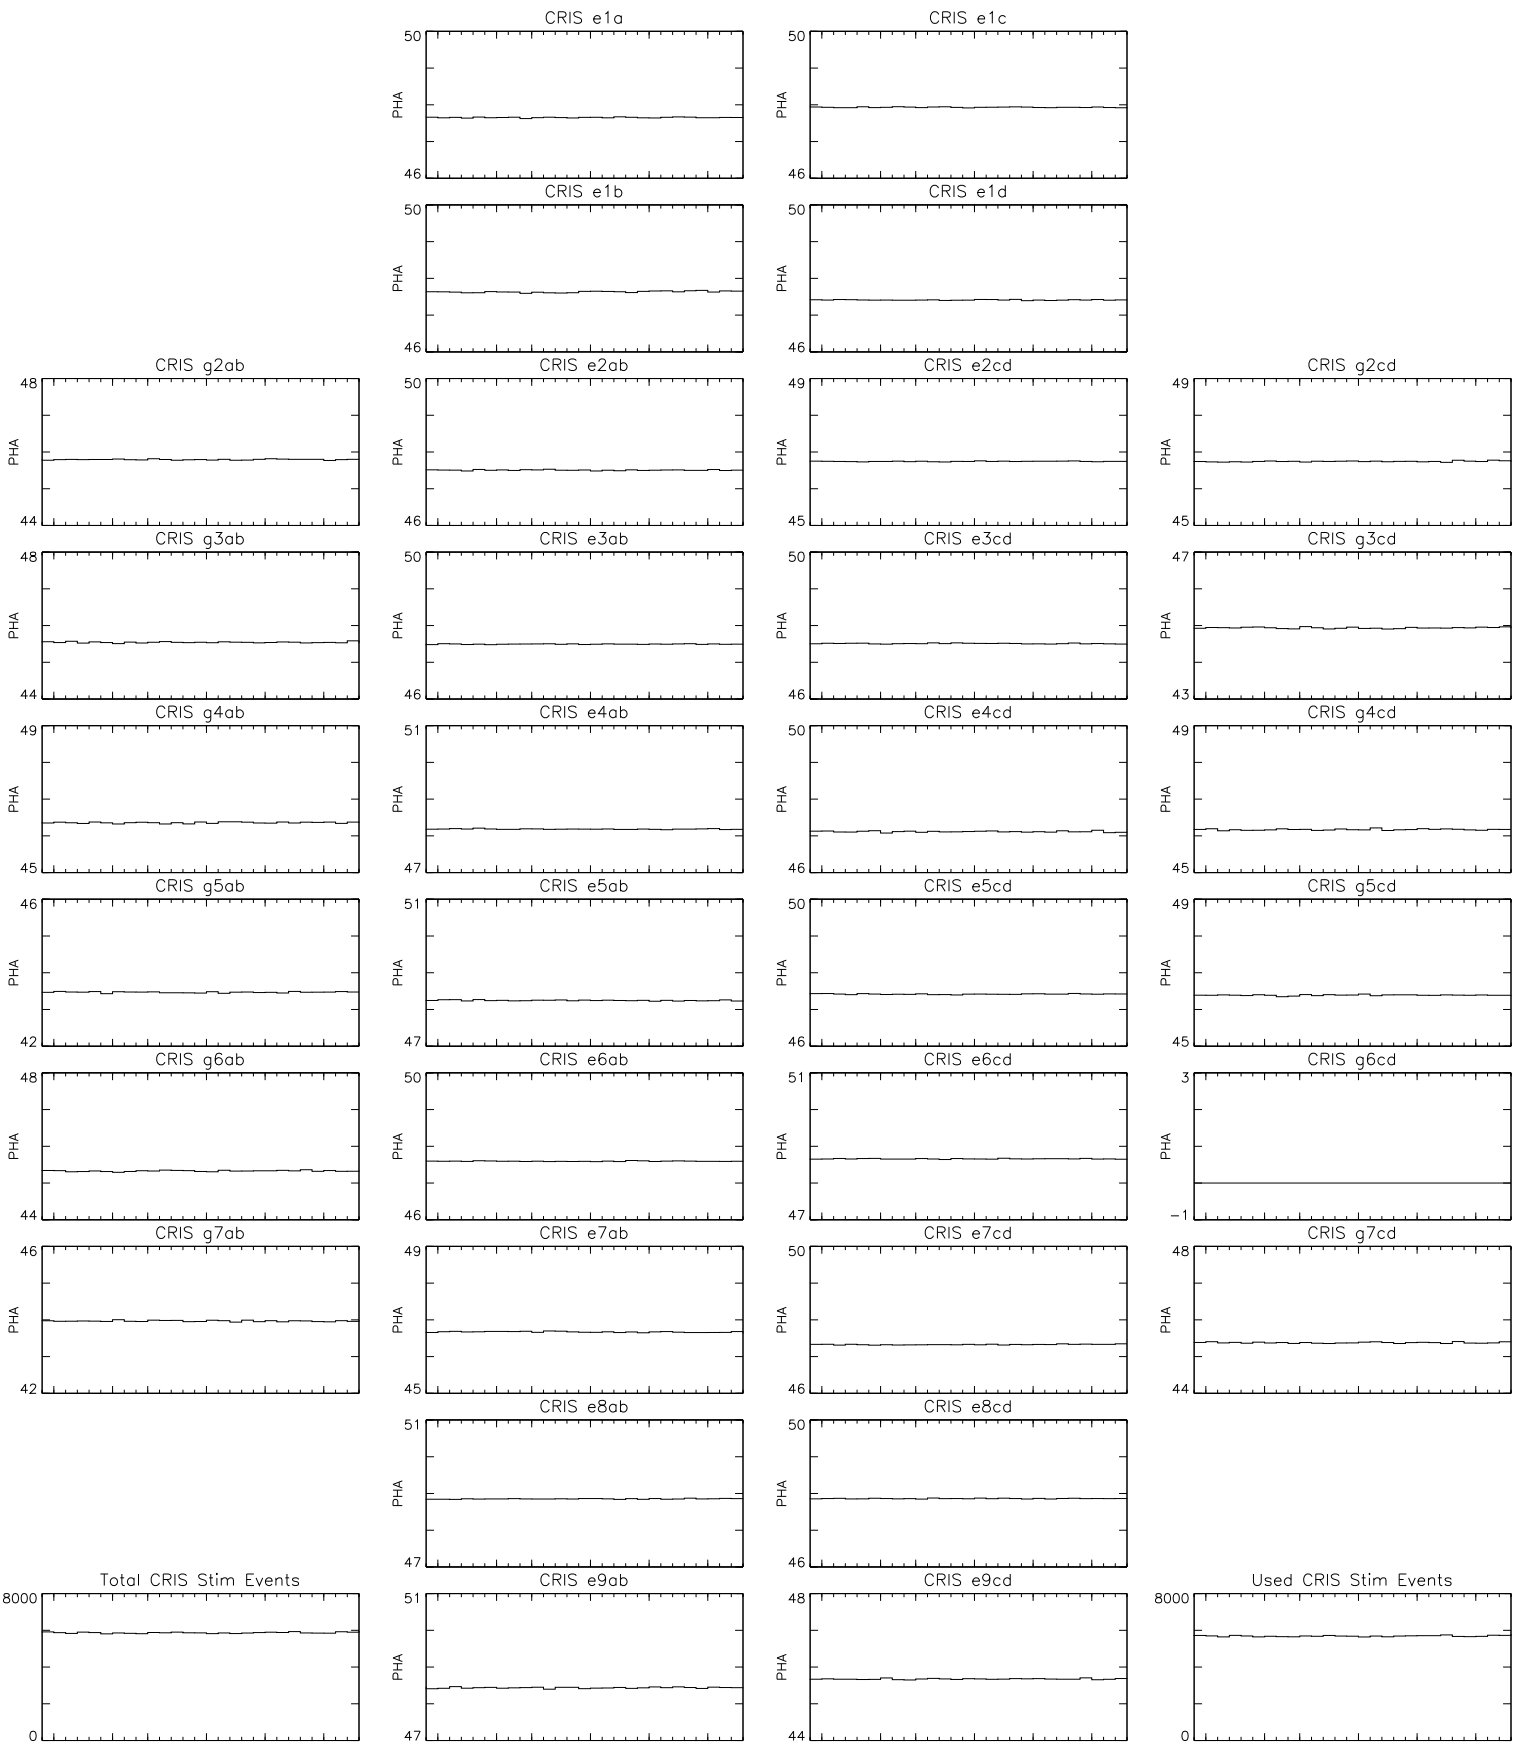 CRIS e1a
CRIS e1c
50
PHA
46
50
PHA
46
CRIS e1b
CRIS e1d
50
PHA
46
50
PHA
46
CRIS g2ab
CRIS e2ab
CRIS e2cd
CRIS g2cd
48
PHA
44
50
PHA
46
49
PHA
45
49
PHA
45
CRIS g3ab
CRIS e3ab
CRIS e3cd
CRIS g3cd
48
PHA
44
50
PHA
46
50
PHA
46
47
PHA
43
CRIS g4ab
CRIS e4ab
CRIS e4cd
CRIS g4cd
49
PHA
45
51
PHA
47
50
PHA
46
49
PHA
45
CRIS g5ab
CRIS e5ab
CRIS e5cd
CRIS g5cd
46
PHA
42
51
PHA
47
50
PHA
46
49
PHA
45
CRIS g6ab
CRIS e6ab
CRIS e6cd
CRIS g6cd
48
PHA
44
50
PHA
46
51
PHA
47
3
PHA
-1
CRIS g7ab
CRIS e7ab
CRIS e7cd
CRIS g7cd
46
PHA
42
49
PHA
45
50
PHA
46
48
PHA
44
CRIS e8ab
CRIS e8cd
51
PHA
47
50
PHA
46
Total CRIS Stim Events
CRIS e9ab
CRIS e9cd
Used CRIS Stim Events
8000
0
51
PHA
47
48
PHA
44
8000
0